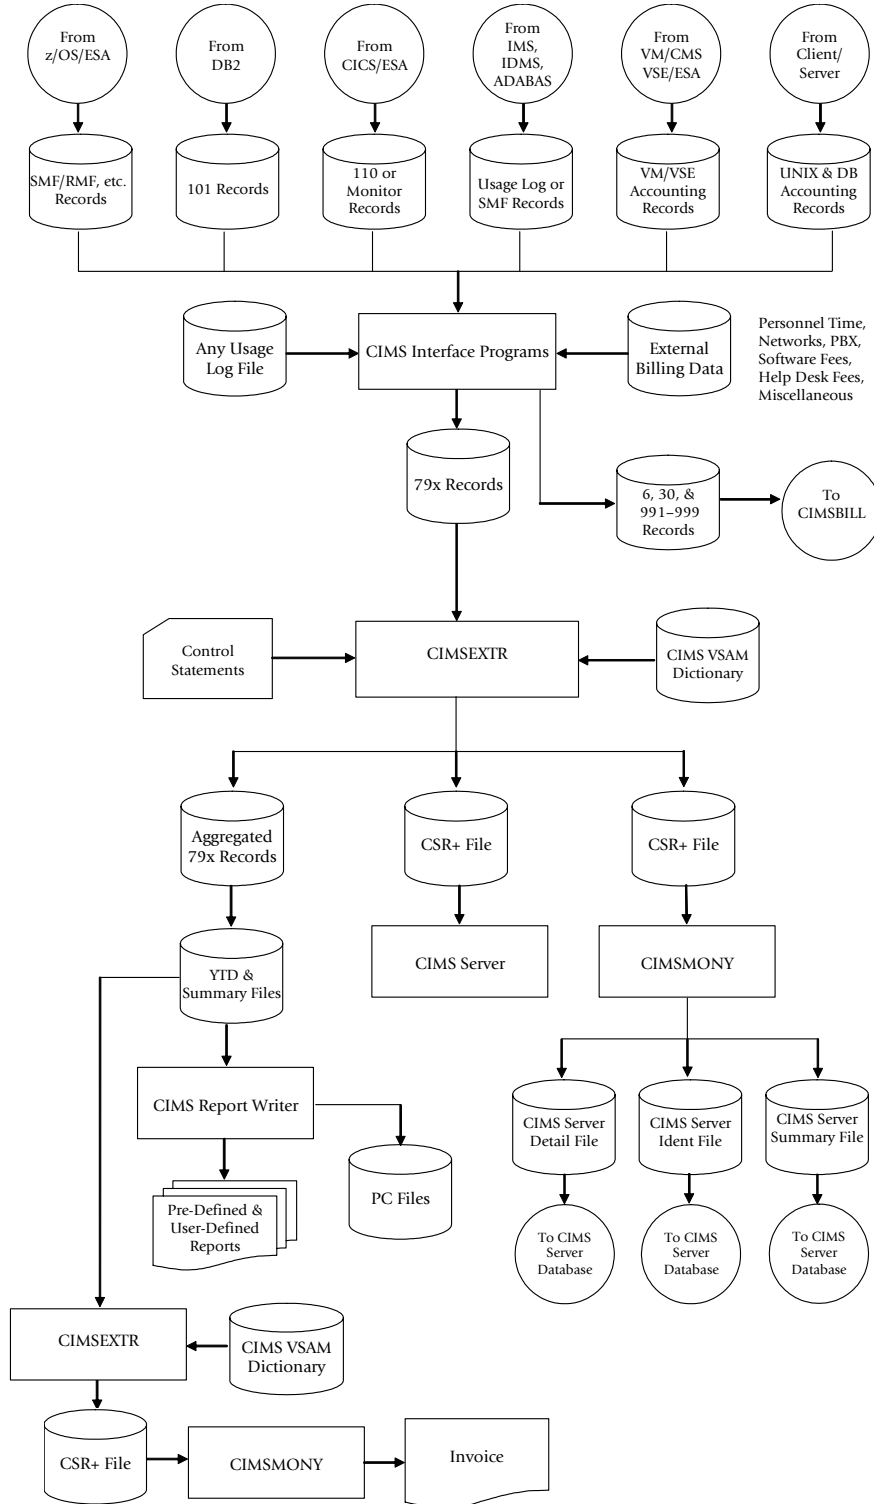 From
z/OS/ESA
From
DB2
From
CICS/ESA
From
IMS,
IDMS,
ADABAS
From
VM/CMS
VSE/ESA
From
Client/
Server
SMF/RMF, etc.
Records
101 Records
110 or
Monitor
Records
Usage Log or
SMF Records
VM/VSE
Accounting
Records
UNIX & DB
Accounting
Records
Any Usage
Log File
CIMS Interface Programs
External
Billing Data
Personnel Time,
Networks, PBX,
Software Fees,
Help Desk Fees,
Miscellaneous
79x Records
6, 30, &
991–999
Records
To
CIMSBILL
Control
Statements
CIMSEXTR
CIMS VSAM
Dictionary
Aggregated
79x Records
CSR+ File
CSR+ File
YTD &
Summary Files
CIMS Server
CIMSMONY
CIMS Report Writer
CIMS Server
Detail File
CIMS Server
Ident File
CIMS Server
Summary File
Pre-Defined &
User-Defined
Reports
PC Files
To CIMS
Server
Database
To CIMS
Server
Database
To CIMS
Server
Database
CIMSEXTR
CIMS VSAM
Dictionary
CSR+ File
CIMSMONY
Invoice